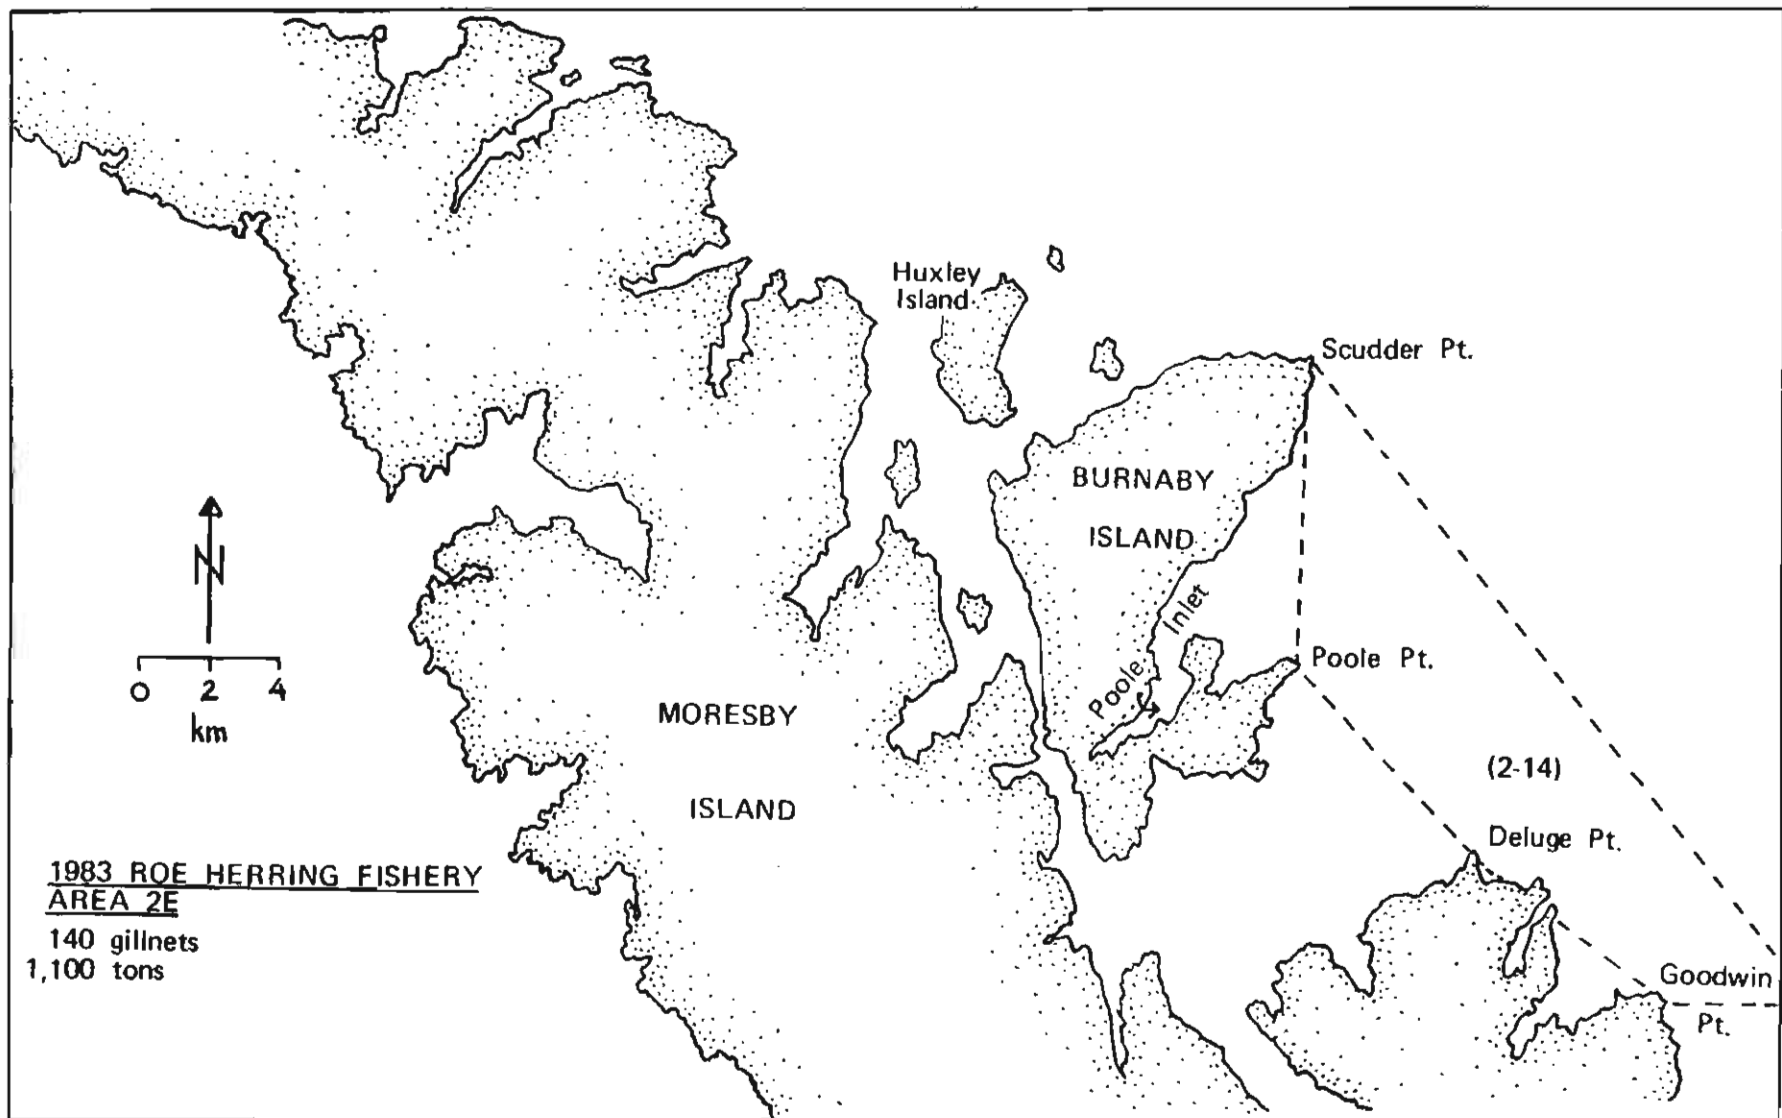 Huxley
Island
Scudder Pt.
BURNABY
ISLAND
Poole Inlet
Poole Pt.
N
0 2 4
km
MORESBY
ISLAND
(2-14)
Deluge Pt.
1983 ROE HERRING FISHERY
AREA 2E
140 gillnets
1,100 tons
Goodwin
Pt.